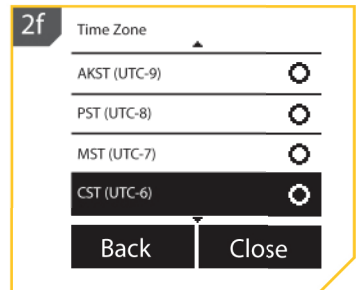 2f
Time Zone
AKST (UTC-9)
PST (UTC-8)
MST (UTC-7)
CST (UTC-6)
Back Close